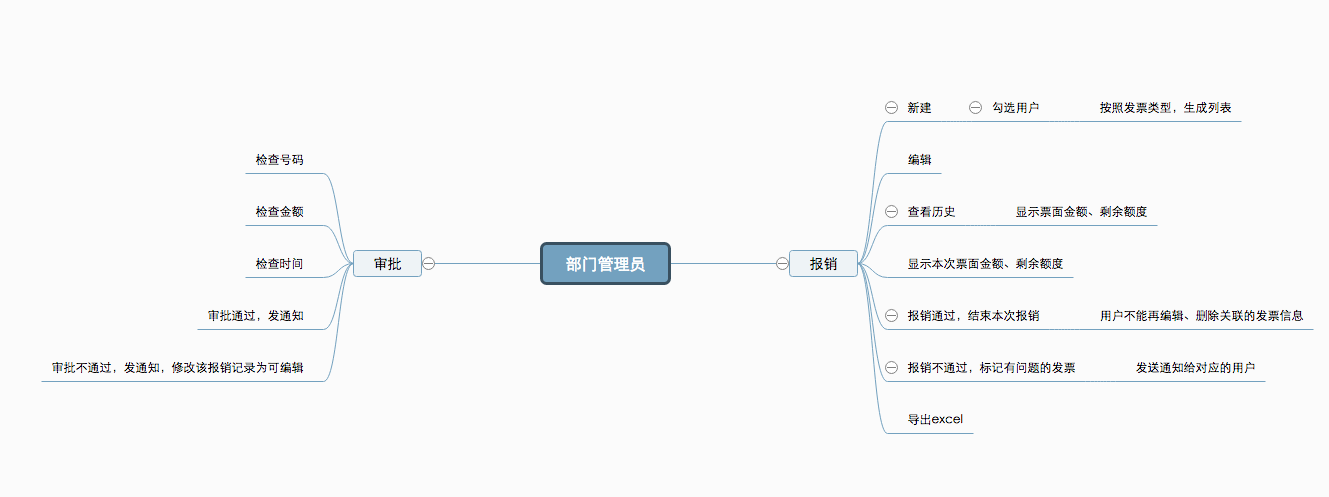 部门管理员
审批
检查号码
检查金额
检查时间
审批通过，发通知
审批不通过，发通知，修改该报销记录为可编辑
报销
新建
勾选用户
按照发票类型，生成列表
编辑
查看历史
显示票面金额、剩余额度
显示本次票面金额、剩余额度
报销通过，结束本次报销
用户不能再编辑、删除关联的发票信息
报销不通过，标记有问题的发票
发送通知给对应的用户
导出excel